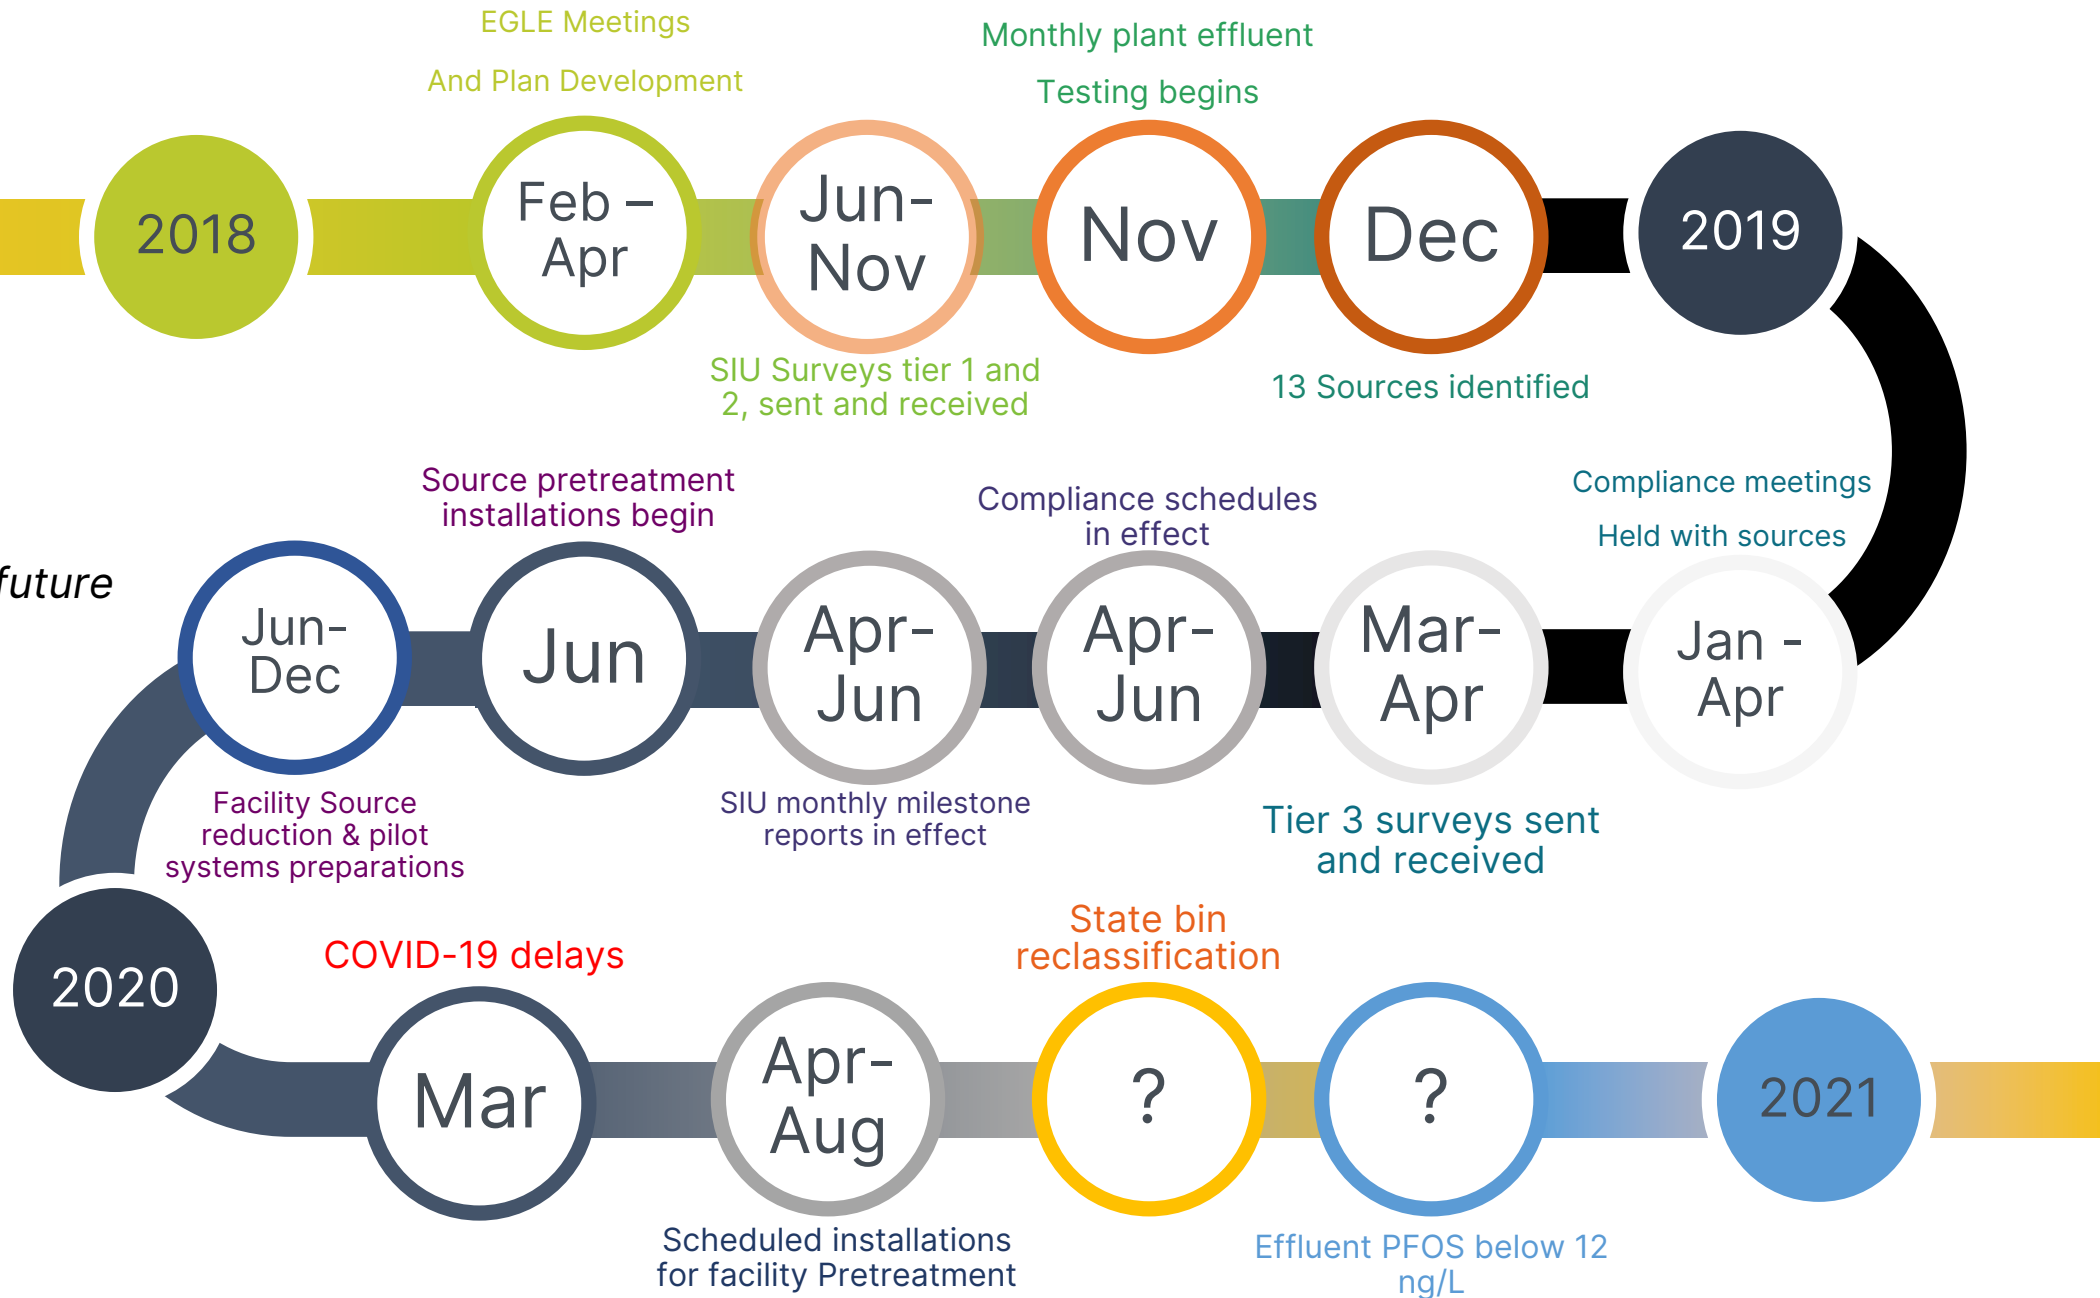 EGLE Meetings
And Plan Development
Monthly plant effluent
Testing begins
2018
Feb –
Apr
Jun-
Nov
Nov
Dec
2019
SIU Surveys tier 1 and
2, sent and received
13 Sources identified
Compliance meetings
Held with sources
Compliance schedules
in effect
Source pretreatment
installations begin
future
Jan -
Apr
Mar-
Apr
Apr-
Jun
Apr-
Jun
Jun
Jun-
Dec
Tier 3 surveys sent
and received
SIU monthly milestone
reports in effect
Facility Source
reduction & pilot
systems preparations
2020
COVID-19 delays
State bin
reclassification
Mar
Apr-
Aug
?
?
2021
Scheduled installations
for facility Pretreatment
Effluent PFOS below 12
ng/L